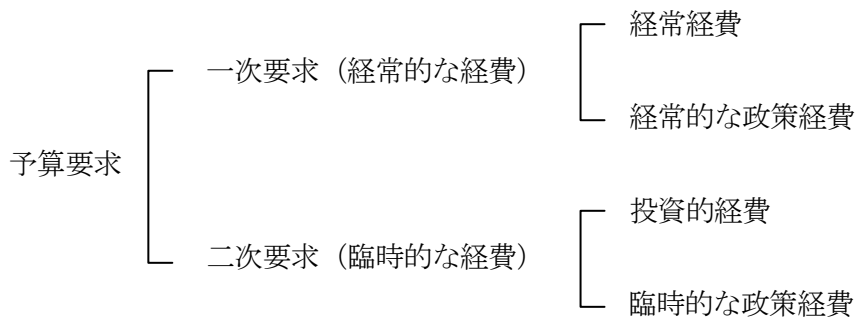 経常経費
一次要求（経常的な経費）
経常的な政策経費
予算要求
投資的経費
二次要求（臨時的な経費）
臨時的な政策経費